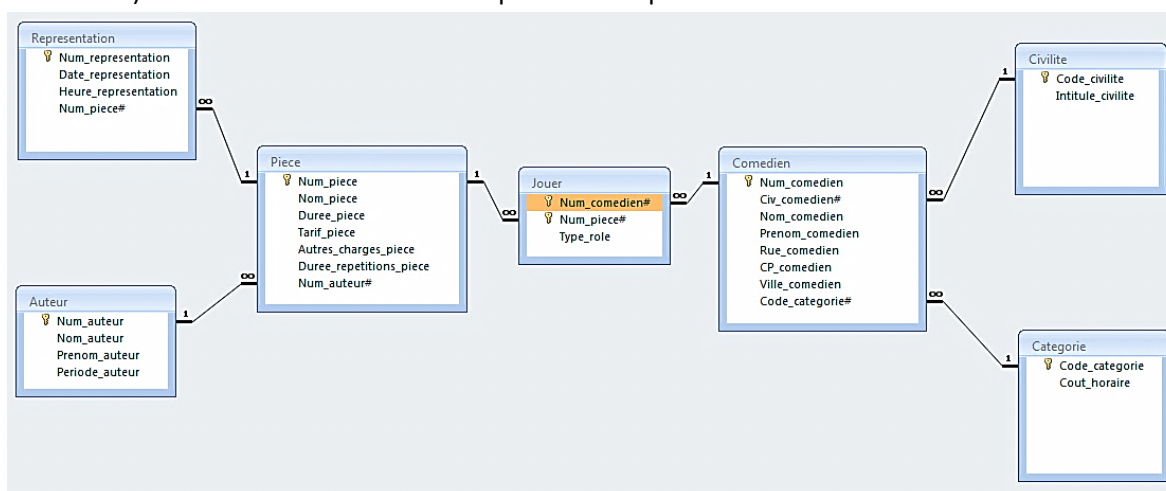 Representation
Num_representation
Date_representation
Heure_representation
Num_piece#
∞
1
Piece
Num_piece
Nom_piece
Duree_piece
Tarif_piece
Autres_charges_piece
Duree_repetitions_piece
Num_auteur#
∞
1
Auteur
Num_auteur
Nom_auteur
Prenom_auteur
Periode_auteur
1
∞
Jouer
Num_comedien#
Num_piece#
Type_role
∞
1
Comedien
Num_comedien
Civ_comedien#
Nom_comedien
Prenom_comedien
Rue_comedien
CP_comedien
Ville_comedien
Code_categorie#
∞
∞
1
Civilite
Code_civilite
Intitule_civilite
1
Categorie
Code_categorie
Cout_horaire